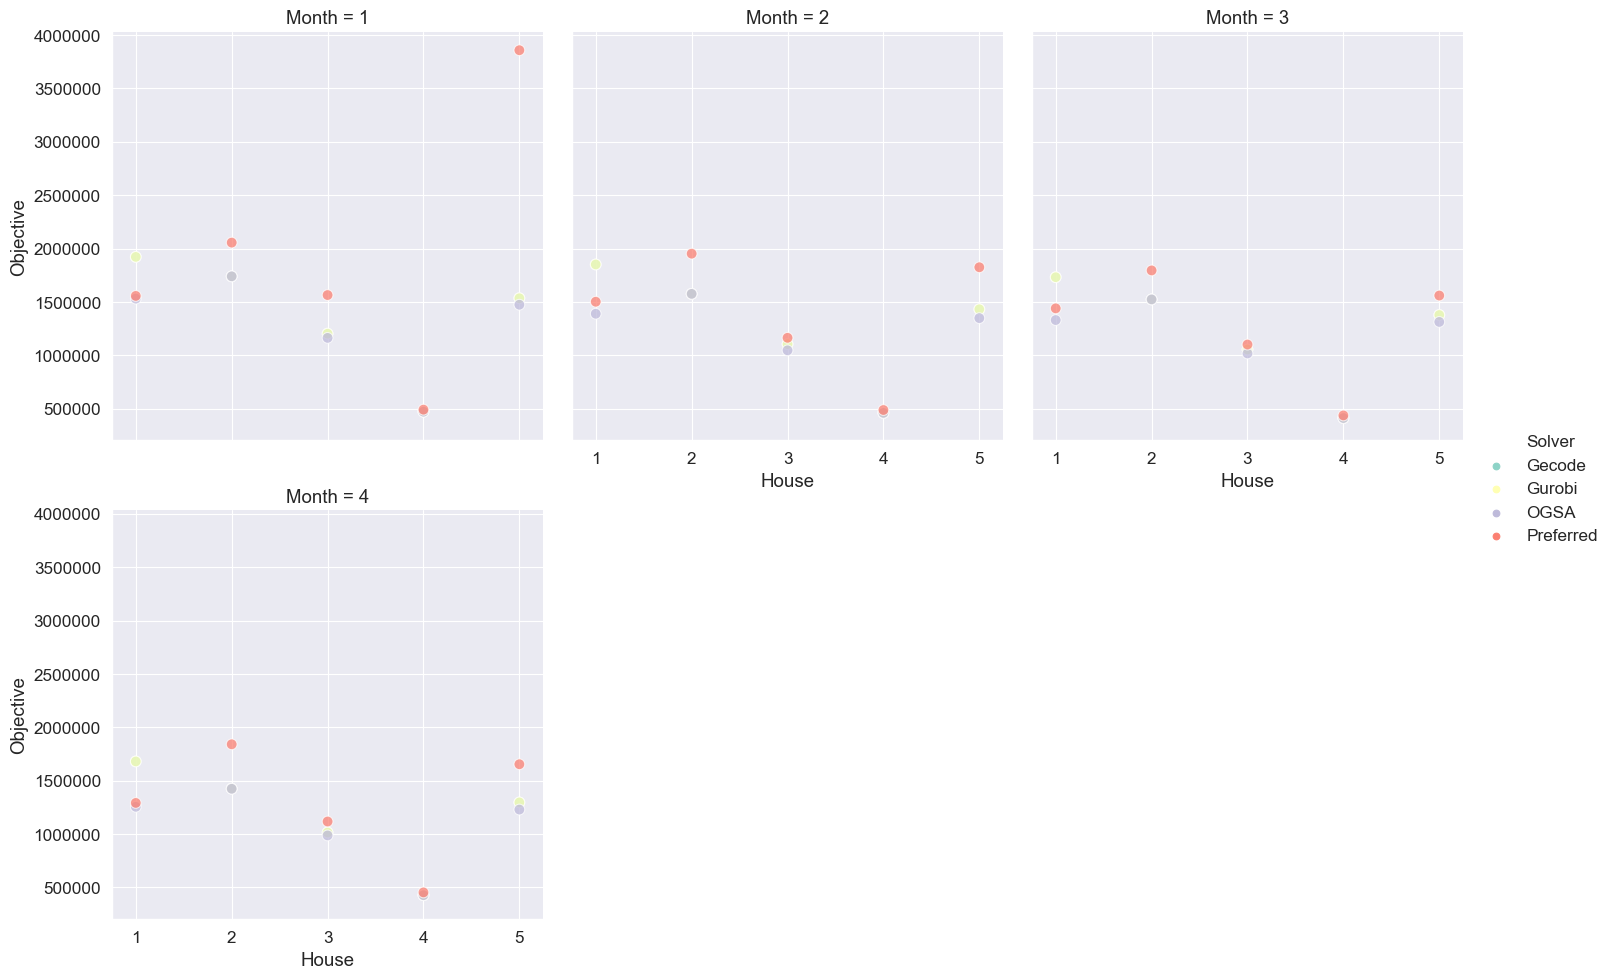 Month = 1
Month = 2
Month = 3
4000000
3500000
3000000
2500000
2000000
1500000
1000000
500000
Objective
1 2 3 4 5
House
1 2 3 4 5
House
Solver
Gecode
Gurobi
OGSA
Preferred
Month = 4
4000000
3500000
3000000
2500000
2000000
1500000
1000000
500000
Objective
1 2 3 4 5
House